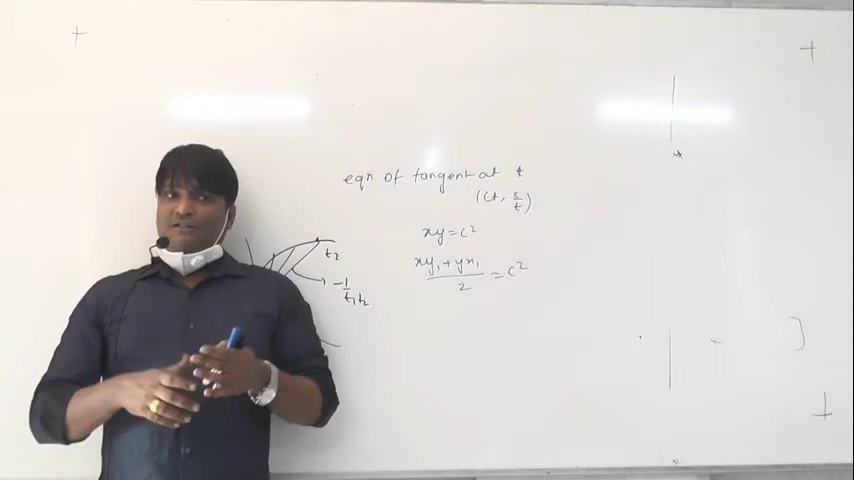 eqn of tangent at t
(ct, c/t)
xy = c²
(xy₁ + yx₁)/2 = c²
t₂
-1/t₁t₂